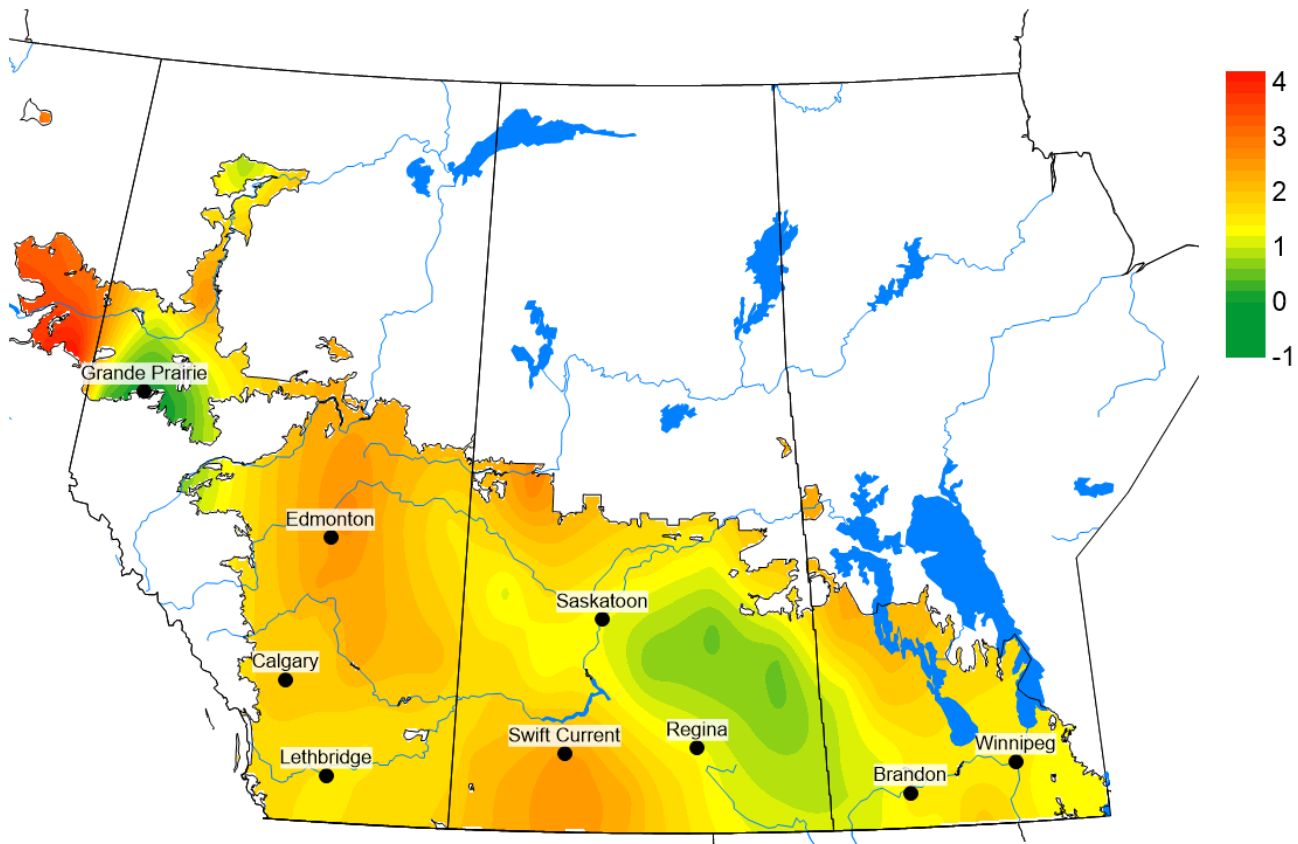 4
3
2
1
0
-1
Grande Prairie
Edmonton
Saskatoon
Calgary
Swift Current
Regina
Lethbridge
Winnipeg
Brandon